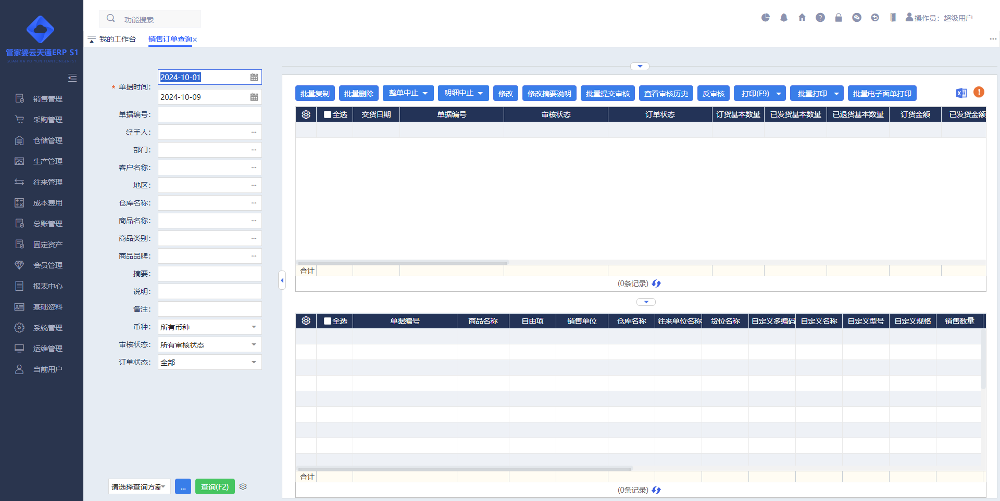 功能搜索
操作员：超级用户
管家婆云天通ERP S1
GUAN JIA PO YUN TIANTONGERPS1
我的工作台
销售订单查询×
销售管理
采购管理
仓储管理
生产管理
往来管理
成本费用
总账管理
固定资产
会员管理
报表中心
基础资料
系统管理
运维管理
当前用户
* 单据时间：
2024-10-01
2024-10-09
单据编号：
经手人： ...
部门： ...
客户名称： ...
地区： ...
仓库名称： ...
商品名称： ...
商品类别： ...
商品品牌： ...
摘要：
说明：
备注：
币种： 所有币种
审核状态： 所有审核状态
订单状态： 全部
请选择查询方案 ... 查询(F2)
批量复制 批量删除 整单中止 明细中止 修改 修改摘要说明 批量提交审核 查看审核历史 反审核 打印(F9) 批量打印 批量电子面单打印
全选 交货日期 单据编号 审核状态 订单状态 订货基本数量 已发货基本数量 已退货基本数量 订货金额 已发货金额
合计
(0条记录)
全选 单据编号 商品名称 自由项 销售单位 仓库名称 往来单位名称 货位名称 自定义多编码 自定义名称 自定义型号 自定义规格 销售数量
合计
(0条记录)